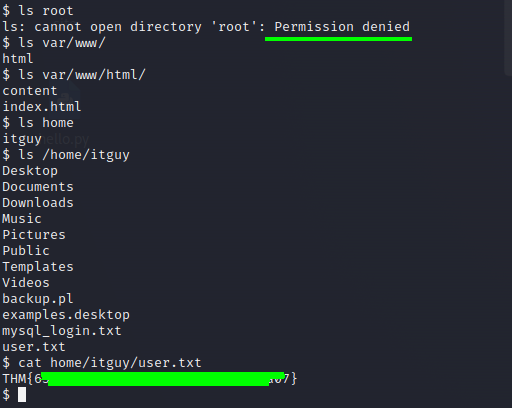 $ ls root
ls: cannot open directory 'root': Permission denied
$ ls var/www/
html
$ ls var/www/html/
content
index.html
$ ls home
itguy
$ ls /home/itguy
Desktop
Documents
Downloads
Music
Pictures
Public
Templates
Videos
backup.pl
examples.desktop
mysql_login.txt
user.txt
$ cat home/itguy/user.txt
THM{6
07}
$